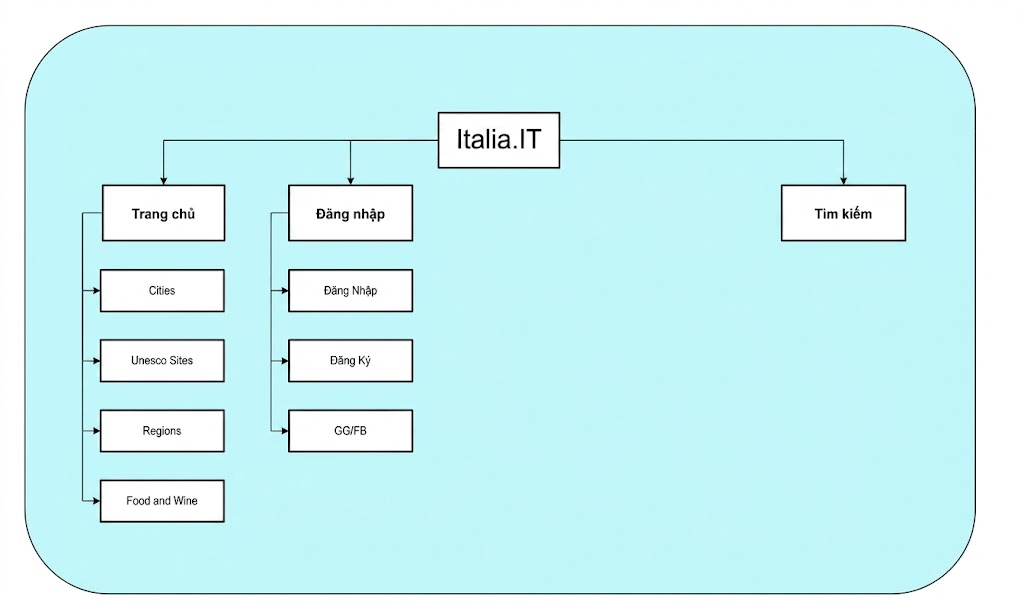 Italia.IT
Trang chủ
Đăng nhập
Tìm kiếm
Cities
Đăng Nhập
Unesco Sites
Đăng Ký
Regions
GG/FB
Food and Wine